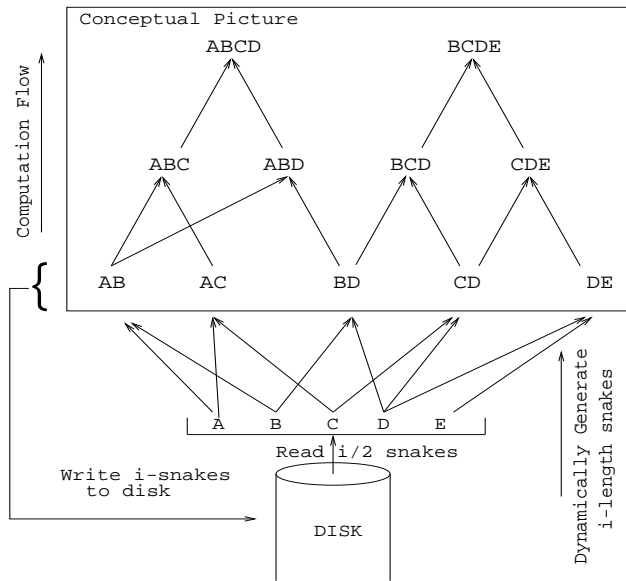 Conceptual Picture
ABCD BCDE
Computation Flow
ABC ABD BCD CDE
{ AB AC BD CD DE
A B C D E
Read i/2 snakes
Write i-snakes
to disk
DISK
Dynamically Generate
i-length snakes